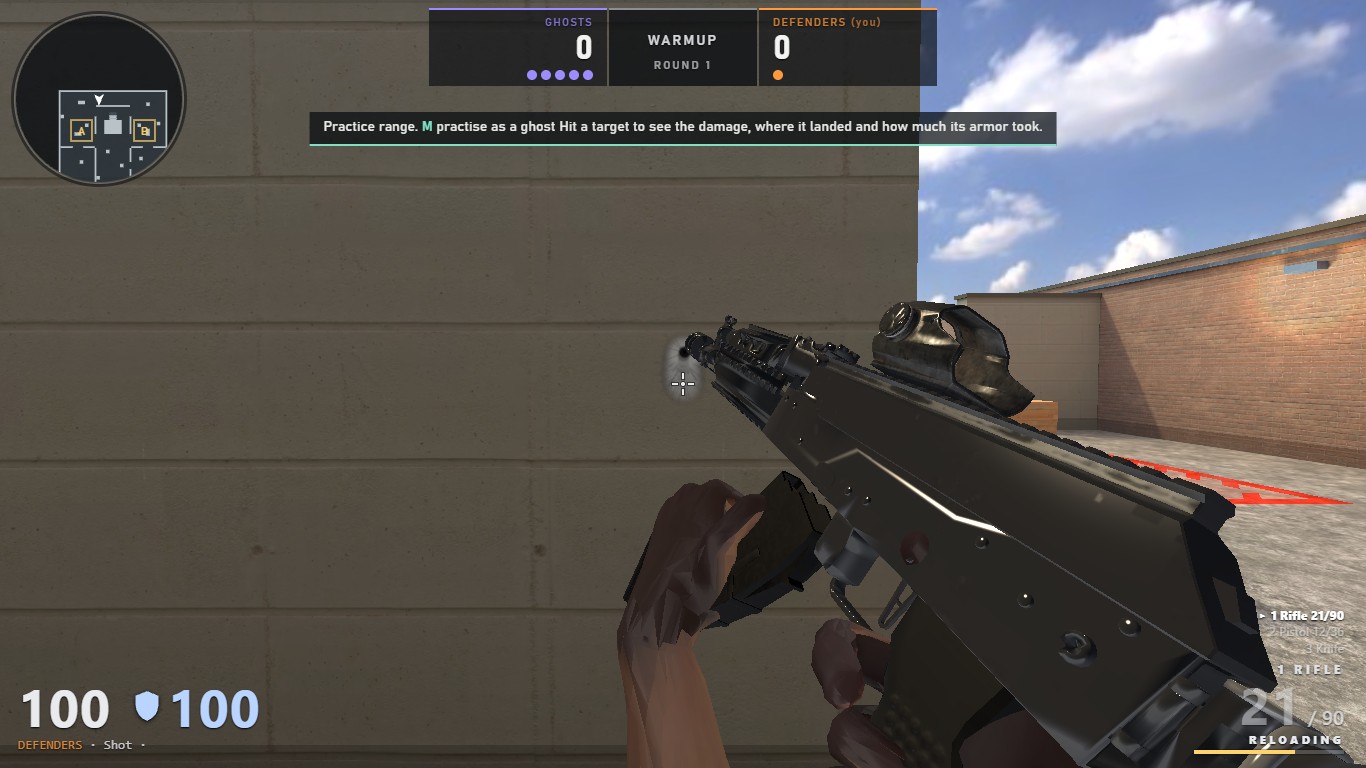 GHOSTS
0
WARMUP
ROUND 1
DEFENDERS (you)
0
Practice range. M practise as a ghost Hit a target to see the damage, where it landed and how much its armor took.
A
B
1 Rifle 21/90
2 Pistol 12/36
3 Knife
1 RIFLE
21 / 90
RELOADING
100 100
DEFENDERS · Shot ·